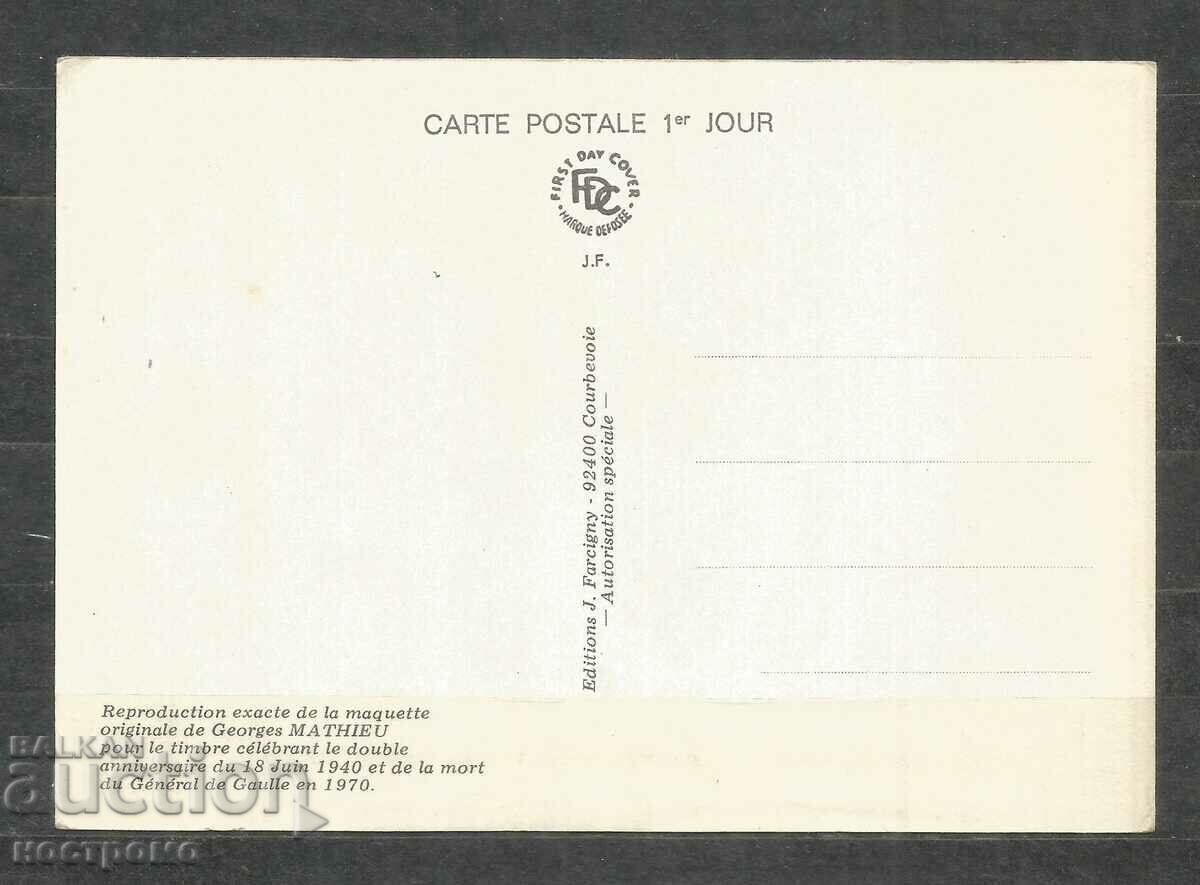 CARTE POSTALE 1er JOUR
· FIRST DAY COVER ·
FDC
MARQUE DEPOSÉE
J.F.
Editions J. Farcigny - 92400 Courbevoie
— Autorisation spéciale —
Reproduction exacte de la maquette
originale de Georges MATHIEU
pour le timbre célébrant le double
anniversaire du 18 Juin 1940 et de la mort
du Général de Gaulle en 1970.
BALKAN
auction
костромо